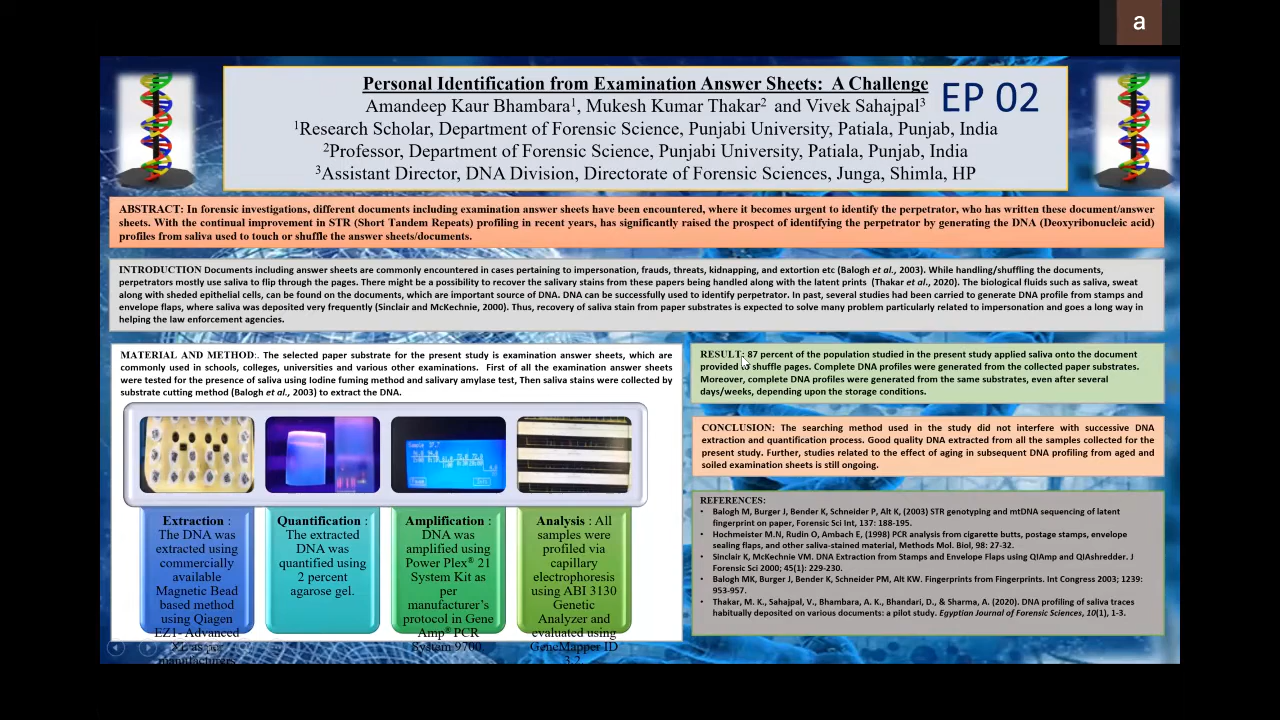 a
Personal Identification from Examination Answer Sheets: A Challenge
EP 02
Amandeep Kaur Bhambara¹, Mukesh Kumar Thakar² and Vivek Sahajpal³
¹Research Scholar, Department of Forensic Science, Punjabi University, Patiala, Punjab, India
²Professor, Department of Forensic Science, Punjabi University, Patiala, Punjab, India
³Assistant Director, DNA Division, Directorate of Forensic Sciences, Junga, Shimla, HP
ABSTRACT: In forensic investigations, different documents including examination answer sheets have been encountered, where it becomes urgent to identify the perpetrator, who has written these document/answer
sheets. With the continual improvement in STR (Short Tandem Repeats) profiling in recent years, has significantly raised the prospect of identifying the perpetrator by generating the DNA (Deoxyribonucleic acid)
profiles from saliva used to touch or shuffle the answer sheets/documents.
INTRODUCTION Documents including answer sheets are commonly encountered in cases pertaining to impersonation, frauds, threats, kidnapping, and extortion etc (Balogh et al., 2003). While handling/shuffling the documents,
perpetrators mostly use saliva to flip through the pages. There might be a possibility to recover the salivary stains from these papers being handled along with the latent prints (Thakar et al., 2020). The biological fluids such as saliva, sweat
along with sheded epithelial cells, can be found on the documents, which are important source of DNA. DNA can be successfully used to identify perpetrator. In past, several studies had been carried to generate DNA profile from stamps and
envelope flaps, where saliva was deposited very frequently (Sinclair and McKechnie, 2000). Thus, recovery of saliva stain from paper substrates is expected to solve many problem particularly related to impersonation and goes a long way in
helping the law enforcement agencies.
MATERIAL AND METHOD:. The selected paper substrate for the present study is examination answer sheets, which are
commonly used in schools, colleges, universities and various other examinations. First of all the examination answer sheets
were tested for the presence of saliva using Iodine fuming method and salivary amylase test, Then saliva stains were collected by
substrate cutting method (Balogh et al., 2003) to extract the DNA.
Extraction :
The DNA was
extracted using
commercially
available
Magnetic Bead
based method
using Qiagen
EZ1- Advanced
XL as per
manufacturers
Quantification :
The extracted
DNA was
quantified using
2 percent
agarose gel.
Amplification :
DNA was
amplified using
Power Plex® 21
System Kit as
per
manufacturer's
protocol in Gene
Amp® PCR
System 9700.
Analysis : All
samples were
profiled via
capillary
electrophoresis
using ABI 3130
Genetic
Analyzer and
evaluated using
GeneMapper ID
3.2
RESULT: 87 percent of the population studied in the present study applied saliva onto the document
provided to shuffle pages. Complete DNA profiles were generated from the collected paper substrates.
Moreover, complete DNA profiles were generated from the same substrates, even after several
days/weeks, depending upon the storage conditions.
CONCLUSION: The searching method used in the study did not interfere with successive DNA
extraction and quantification process. Good quality DNA extracted from all the samples collected for the
present study. Further, studies related to the effect of aging in subsequent DNA profiling from aged and
soiled examination sheets is still ongoing.
REFERENCES:
• Balogh M, Burger J, Bender K, Schneider P, Alt K, (2003) STR genotyping and mtDNA sequencing of latent
fingerprint on paper, Forensic Sci Int, 137: 188-195.
• Hochmeister M.N, Rudin O, Ambach E, (1998) PCR analysis from cigarette butts, postage stamps, envelope
sealing flaps, and other saliva-stained material, Methods Mol. Biol, 98: 27-32.
• Sinclair K, McKechnie VM. DNA Extraction from Stamps and Envelope Flaps using QIAmp and QIAshredder. J
Forensic Sci 2000; 45(1): 229-230.
• Balogh MK, Burger J, Bender K, Schneider PM, Alt KW. Fingerprints from Fingerprints. Int Congress 2003; 1239:
953-957.
• Thakar, M. K., Sahajpal, V., Bhambara, A. K., Bhandari, D., & Sharma, A. (2020). DNA profiling of saliva traces
habitually deposited on various documents: a pilot study. Egyptian Journal of Forensic Sciences, 10(1), 1-3.